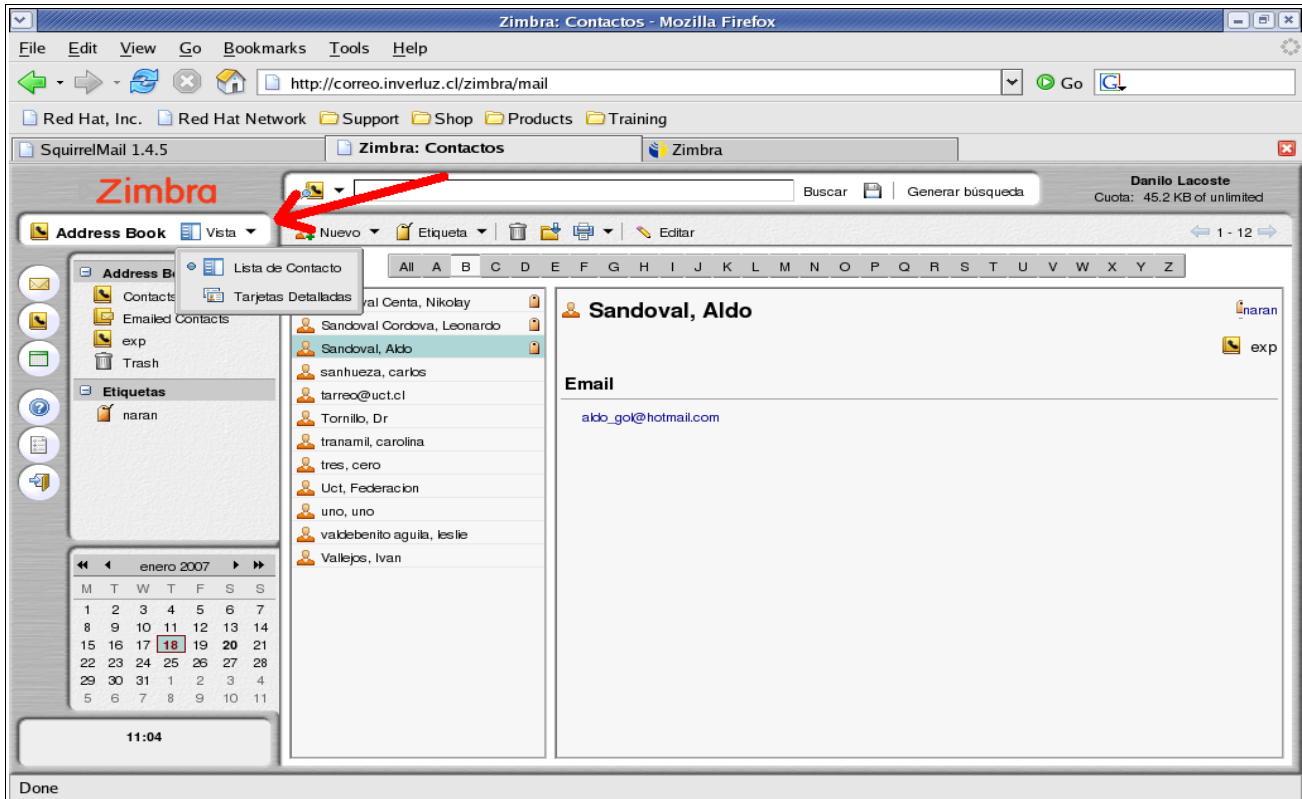 Zimbra: Contactos - Mozilla Firefox
File Edit View Go Bookmarks Tools Help
http://correo.inverluz.cl/zimbra/mail Go G
Red Hat, Inc. Red Hat Network Support Shop Products Training
SquirrelMail 1.4.5 Zimbra: Contactos Zimbra
Zimbra Buscar Generar búsqueda
Danilo Lacoste
Cuota: 45.2 KB of unlimited
Address Book Vista Nuevo Etiqueta Editar 1 - 12
Lista de Contacto
Tarjetas Detalladas
All A B C D E F G H I J K L M N O P Q R S T U V W X Y Z
Address
Contacts
Emailed Contacts
exp
Trash
Etiquetas
naran
Centa, Nikolay
Sandoval Cordova, Leonardo
Sandoval, Aldo
sanhueza, carlos
tarreo@uct.cl
Tornillo, Dr
tranamil, carolina
tres, cero
Uct, Federacion
uno, uno
valdebenito aguila, leslie
Vallejos, Ivan
Sandoval, Aldo
naran
exp
Email
aldo_gol@hotmail.com
enero 2007
M T W T F S S
1 2 3 4 5 6 7
8 9 10 11 12 13 14
15 16 17 18 19 20 21
22 23 24 25 26 27 28
29 30 31 1 2 3 4
5 6 7 8 9 10 11
11:04
Done